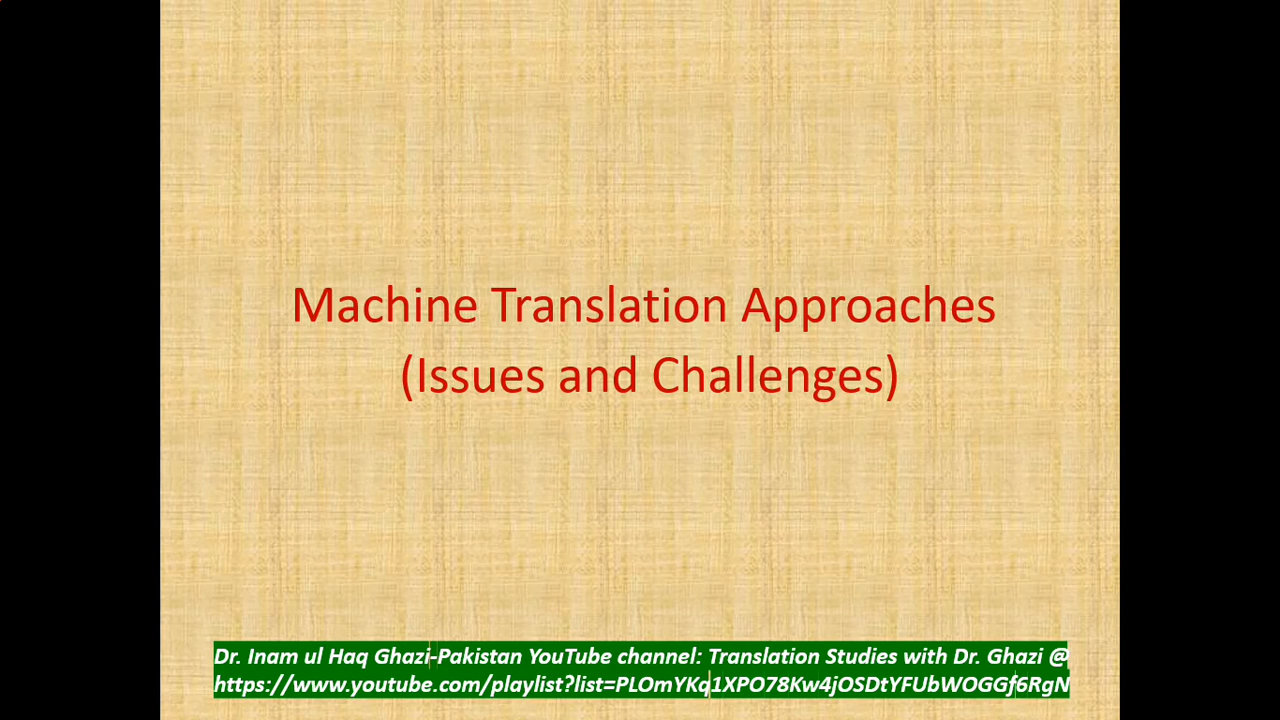 Machine Translation Approaches
(Issues and Challenges)
Dr. Inam ul Haq Ghazi-Pakistan YouTube channel: Translation Studies with Dr. Ghazi @
https://www.youtube.com/playlist?list=PLOmYKq1XPO78Kw4jOSDtYFUbWOGGf6RgN